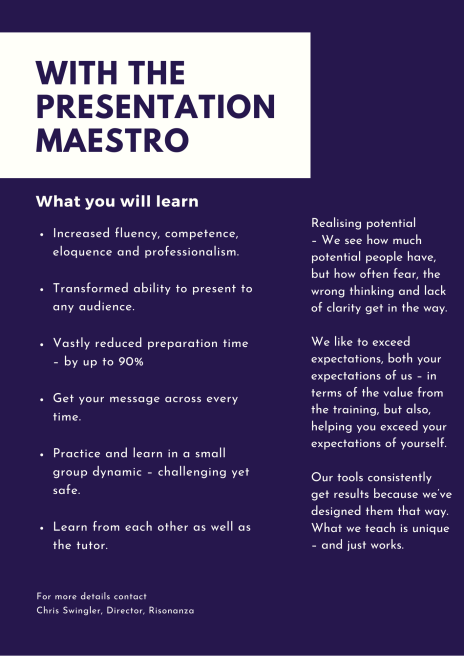 WITH THE
PRESENTATION
MAESTRO
What you will learn
• Increased fluency, competence,
eloquence and professionalism.
• Transformed ability to present to
any audience.
• Vastly reduced preparation time
– by up to 90%
• Get your message across every
time.
• Practice and learn in a small
group dynamic – challenging yet
safe.
• Learn from each other as well as
the tutor.
Realising potential
– We see how much
potential people have,
but how often fear, the
wrong thinking and lack
of clarity get in the way.
We like to exceed
expectations, both your
expectations of us – in
terms of the value from
the training, but also,
helping you exceed your
expectations of yourself.
Our tools consistently
get results because we've
designed them that way.
What we teach is unique
– and just works.
For more details contact
Chris Swingler, Director, Risonanza